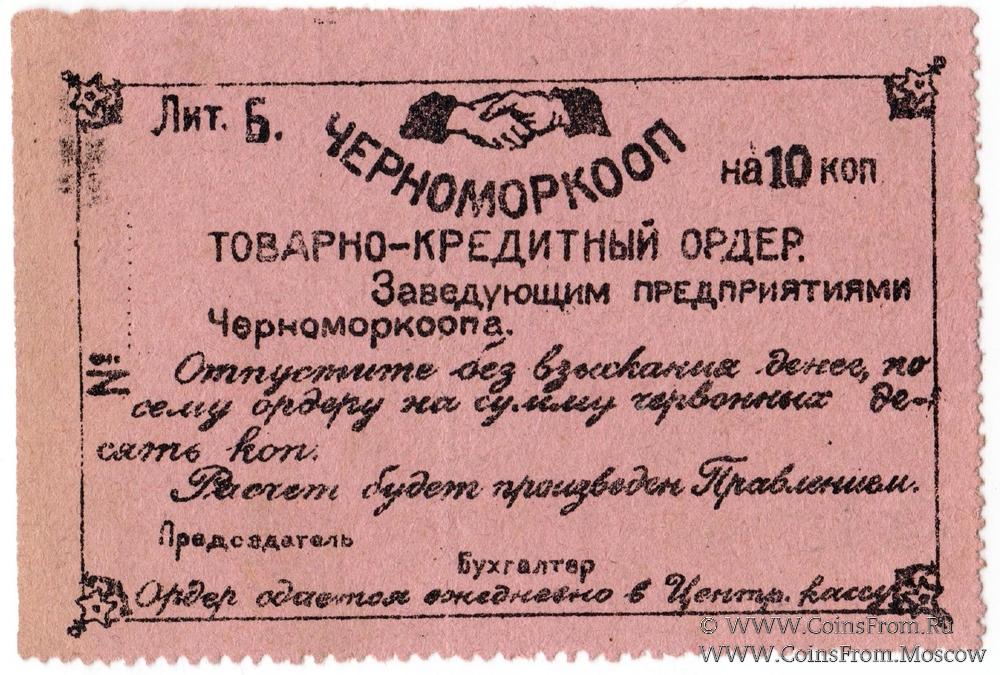 Лит. Б.
ЧЕРНОМОРКООП
на 10 коп
ТОВАРНО-КРЕДИТНЫЙ ОРДЕР.
Заведующим ПРЕДПРИЯТИЯМИ
Черноморкоопа.
№
Отпустите без взыскания денег, по
сему ордеру на сумму червонных де-
сять коп.
Расчет будет произведен Правлением.
Председатель
Бухгалтер
Ордер сдается ежедневно в Центр. кассу
© WWW.CoinsFrom.Ru
WWW.CoinsFrom.Moscow